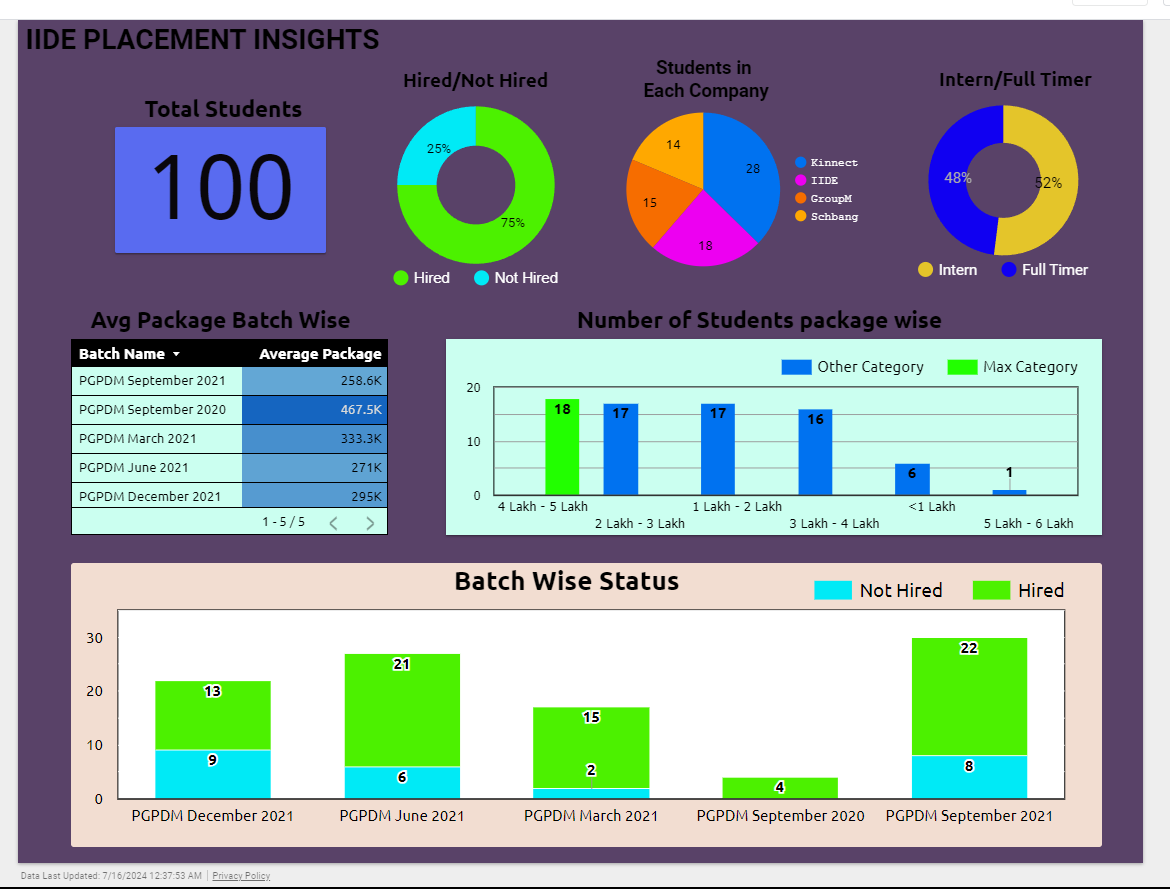 IIDE PLACEMENT INSIGHTS
Total Students
100
Hired/Not Hired
25%
75%
Hired
Not Hired
Students in
Each Company
14
28
15
18
Kinnect
IIDE
GroupM
Schbang
Intern/Full Timer
48%
52%
Intern
Full Timer
Avg Package Batch Wise
Batch Name Average Package
PGPDM September 2021 258.6K
PGPDM September 2020 467.5K
PGPDM March 2021 333.3K
PGPDM June 2021 271K
PGPDM December 2021 295K
1 - 5 / 5 < >
Number of Students package wise
Other Category Max Category
20
10
0
18 17 17 16 6 1
4 Lakh - 5 Lakh 1 Lakh - 2 Lakh <1 Lakh
2 Lakh - 3 Lakh 3 Lakh - 4 Lakh 5 Lakh - 6 Lakh
Batch Wise Status
Not Hired Hired
30
20
10
0
13 21 15 22
9 6 2 4 8
PGPDM December 2021 PGPDM June 2021 PGPDM March 2021 PGPDM September 2020 PGPDM September 2021
Data Last Updated: 7/16/2024 12:37:53 AM | Privacy Policy